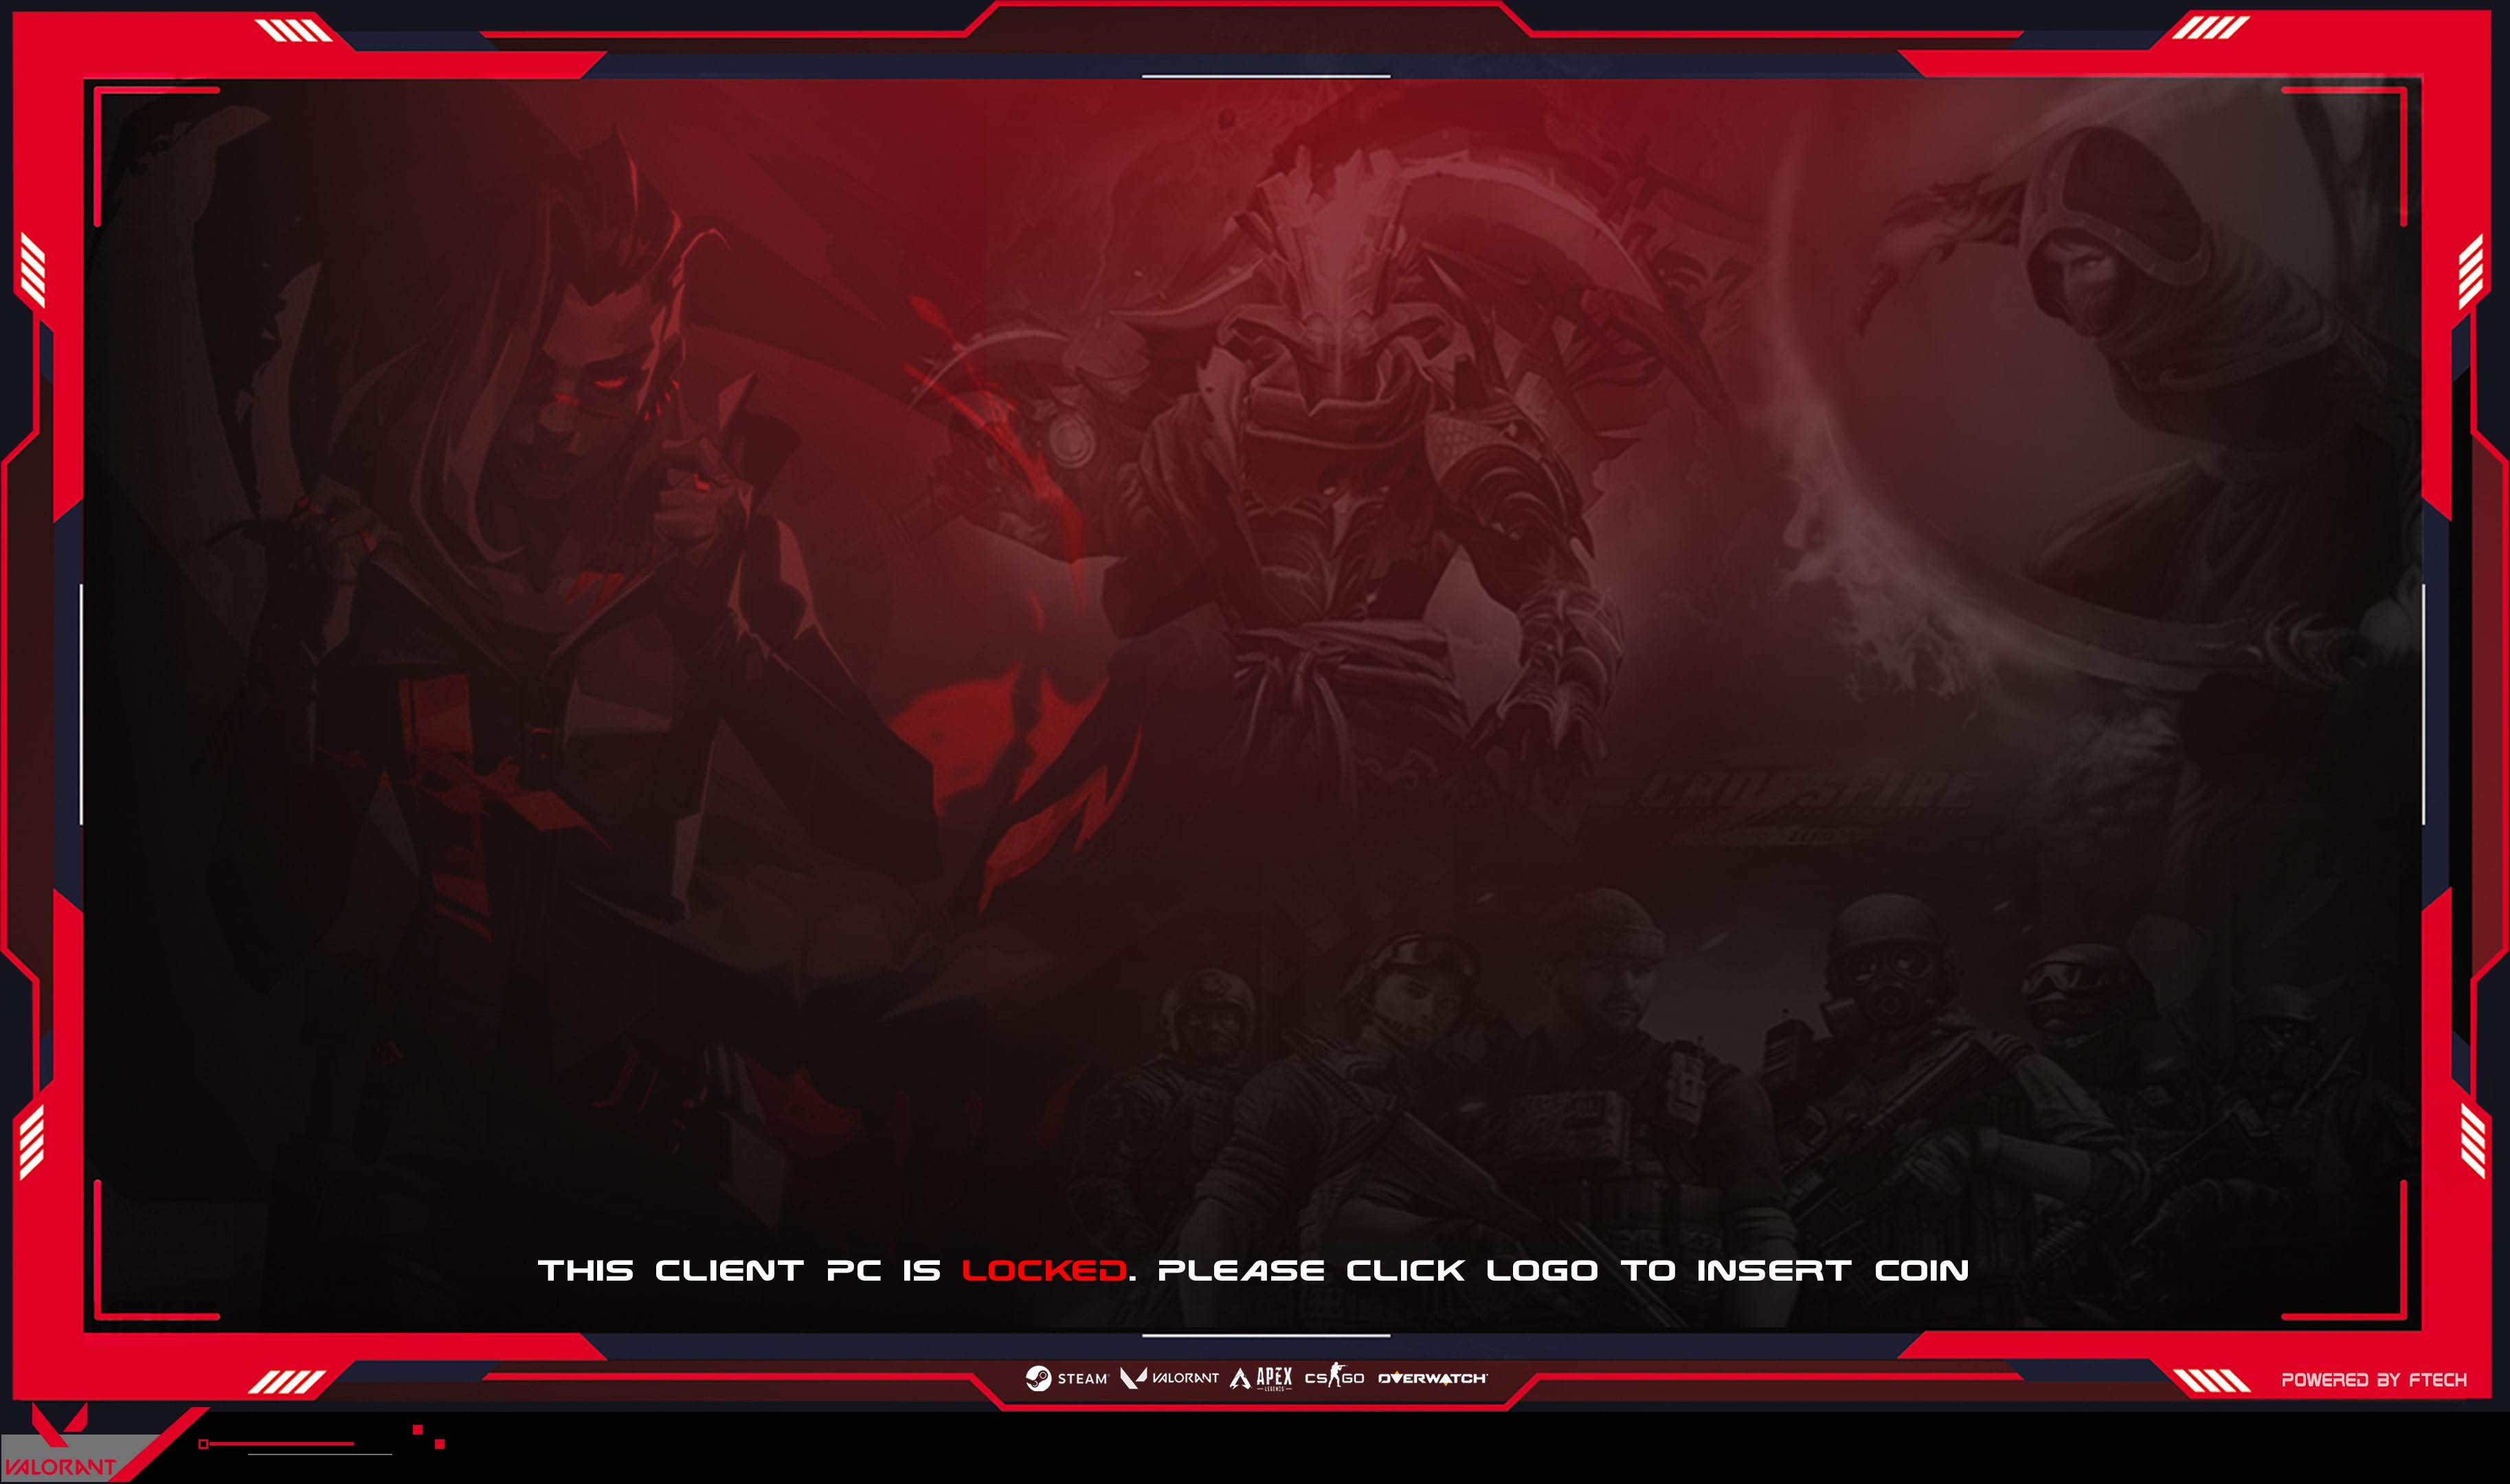 CROSSFIRE
ZERO
THIS CLIENT PC IS LOCKED. PLEASE CLICK LOGO TO INSERT COIN
STEAM VALORANT APEX LEGENDS CS GO OVERWATCH
POWERED BY FTECH
VALORANT